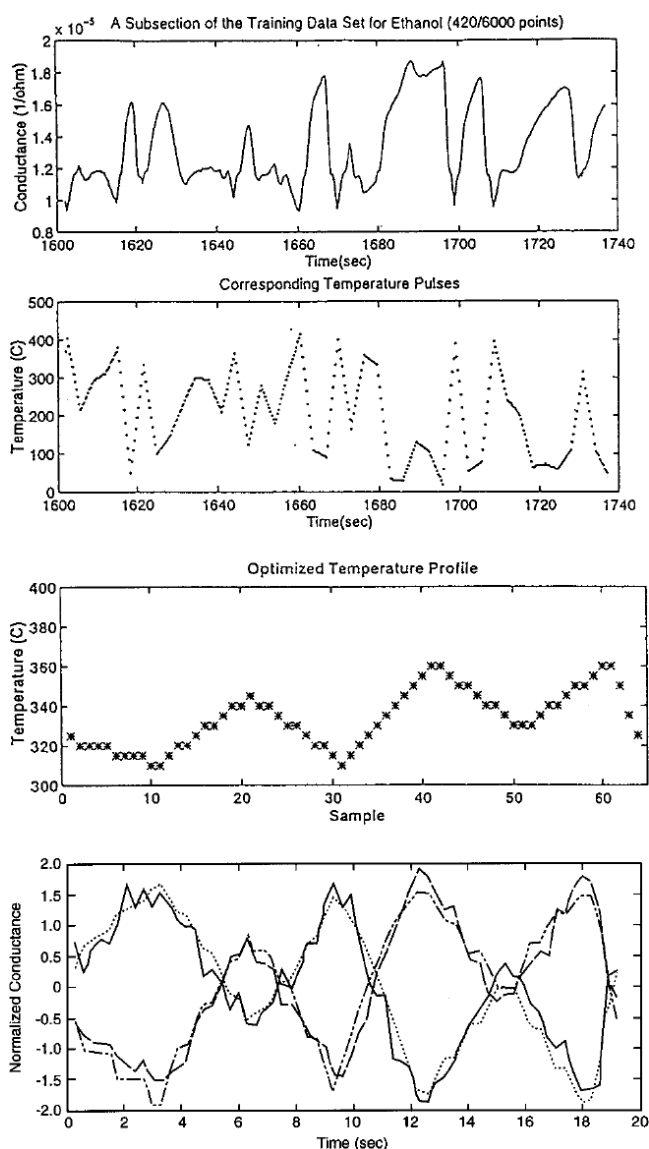 A Subsection of the Training Data Set for Ethanol (420/6000 points)
x 10⁻⁵
2
1.8
1.6
1.4
1.2
1
0.8
Conductance (1/ohm)
1600 1620 1640 1660 1680 1700 1720 1740
Time(sec)
Corresponding Temperature Pulses
500
400
300
200
100
0
Temperature (C)
1600 1620 1640 1660 1680 1700 1720 1740
Time(sec)
Optimized Temperature Profile
400
380
360
340
320
300
Temperature (C)
0 10 20 30 40 50 60
Sample
2.0
1.5
1.0
0.5
0
-0.5
-1.0
-1.5
-2.0
Normalized Conductance
0 2 4 6 8 10 12 14 16 18 20
Time (sec)